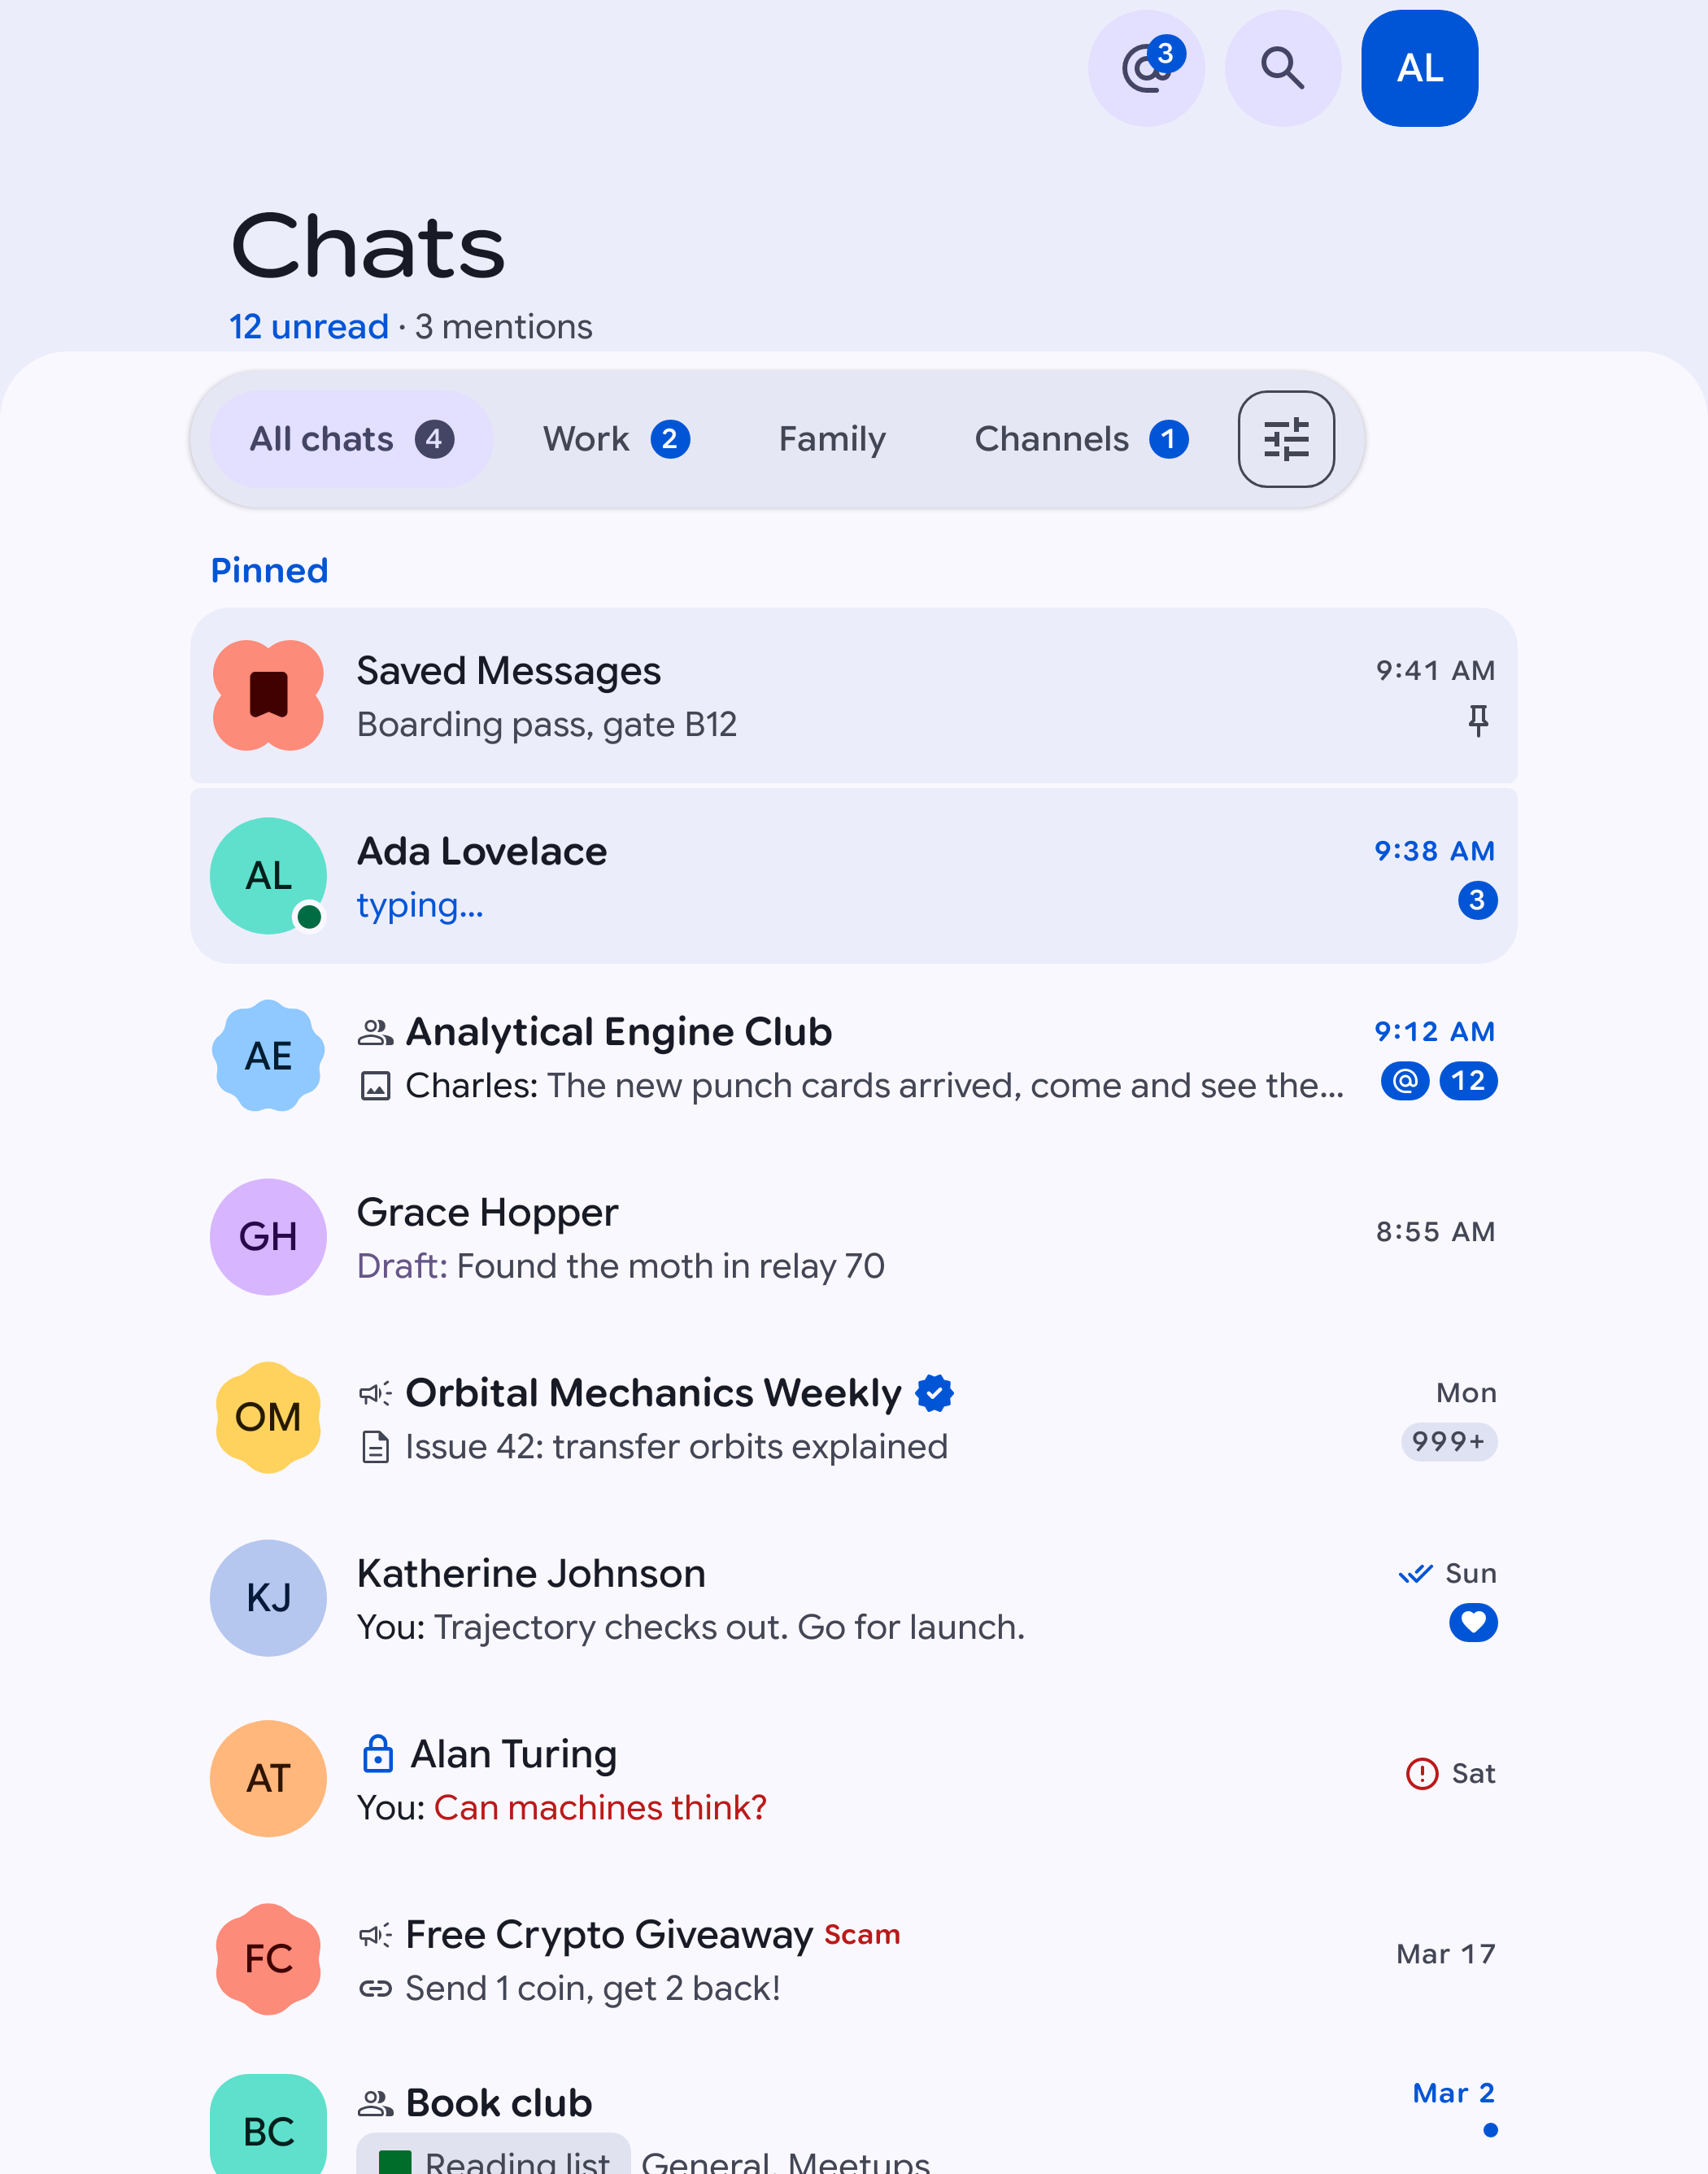 3
AL
Chats
12 unread · 3 mentions
All chats 4 Work 2 Family Channels 1
Pinned
Saved Messages 9:41 AM
Boarding pass, gate B12
AL Ada Lovelace 9:38 AM
typing... 3
AE Analytical Engine Club 9:12 AM
Charles: The new punch cards arrived, come and see the... @ 12
GH Grace Hopper 8:55 AM
Draft: Found the moth in relay 70
OM Orbital Mechanics Weekly Mon
Issue 42: transfer orbits explained 999+
KJ Katherine Johnson Sun
You: Trajectory checks out. Go for launch.
AT Alan Turing Sat
You: Can machines think?
FC Free Crypto Giveaway Scam Mar 17
Send 1 coin, get 2 back!
BC Book club Mar 2
Reading list General, Meetups